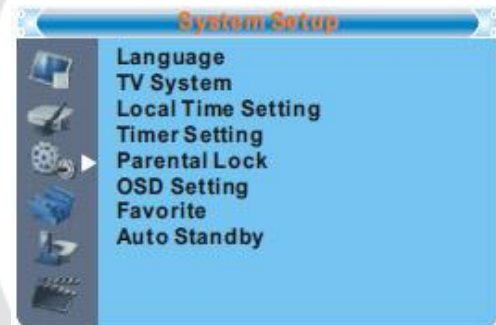 System Setup
Language
TV System
Local Time Setting
Timer Setting
Parental Lock
OSD Setting
Favorite
Auto Standby